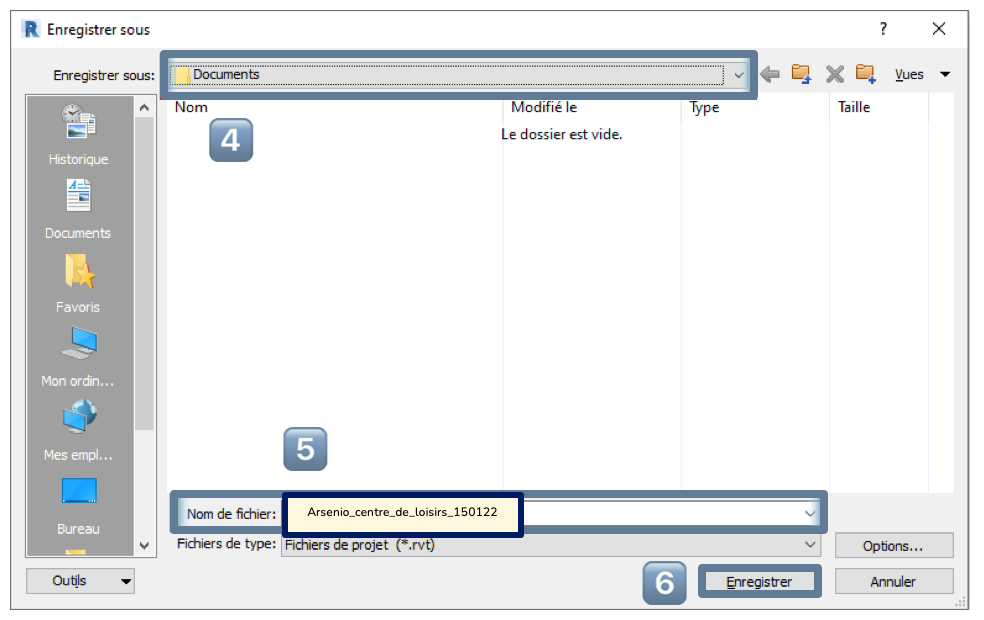 R Enregistrer sous ?
Enregistrer sous: Documents Vues
Nom Modifié le Type Taille
Le dossier est vide.
4
Historique
Documents
Favoris
Mon ordin...
Mes empl...
Bureau
5
Nom de fichier: Arsenio_centre_de_loisirs_150122
Fichiers de type: Fichiers de projet (*.rvt)
Options...
Outils
6
Enregistrer
Annuler